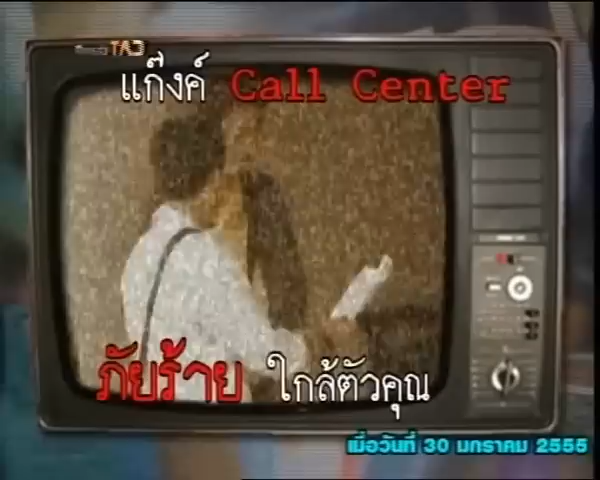 แก๊งค์ Call Center
ภัยร้าย ใกล้ตัวคุณ
เมื่อวันที่ 30 มกราคม 2555